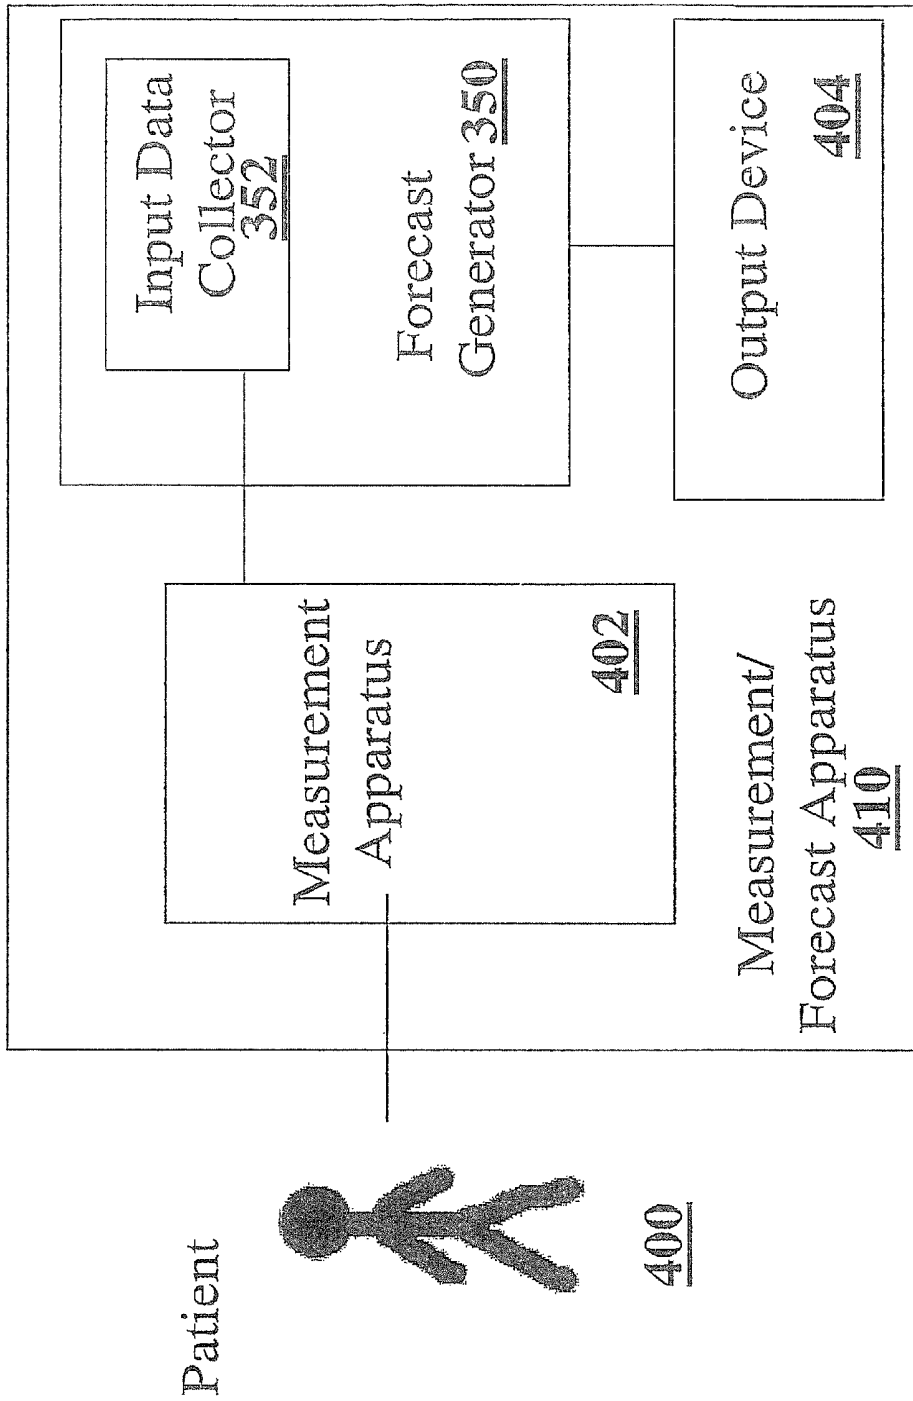 Patient
400
Measurement
Apparatus
402
Measurement/
Forecast Apparatus
410
Input Data
Collector
352
Forecast
Generator 350
Output Device
404